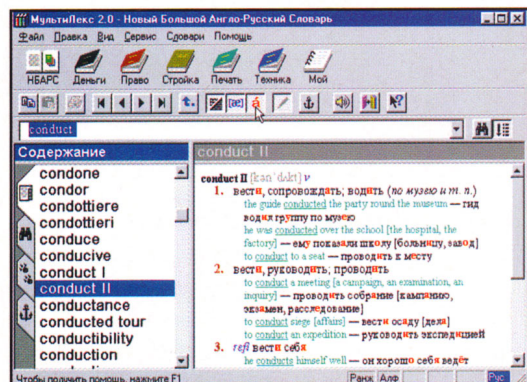 МультиЛекс 2.0 - Новый Большой Англо-Русский Словарь
Файл Правка Вид Сервис Словари Помощь
НБАРС Деньги Право Стройка Печать Техника Мой
[æ] á
conduct
Содержание
condone
condor
condottiere
condottieri
conduce
conducive
conduct I
conduct II
conductance
conducted tour
conductibility
conduction
conduct II
conduct II [kənˈdʌkt] v
1. вести, сопровождать; водить (по музею и т. п.)
the guide conducted the party round the museum — гид
водил группу по музею
he was conducted over the school [the hospital, the
factory] — ему показали школу [больницу, завод]
to conduct to a seat — проводить к месту
2. вести, руководить; проводить
to conduct a meeting [a campaign, an examination, an
inquiry] — проводить собрание [кампанию,
экзамен, расследование]
to conduct siege [affairs] — вести осаду [дела]
to conduct an expedition — руководить экспедицией
3. refl вести себя
he conducts himself well — он хорошо себя ведёт
Чтобы получить помощь, нажмите F1
Ранж Алф Рус